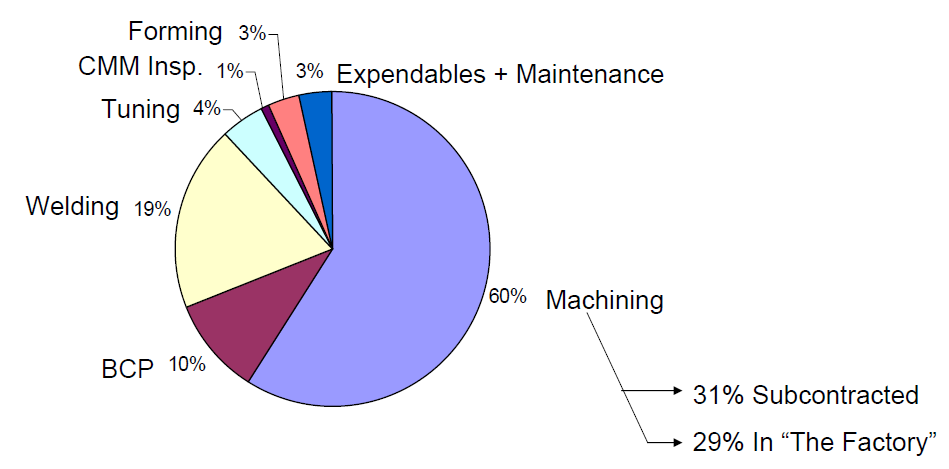 Forming 3%
CMM Insp. 1%
3% Expendables + Maintenance
Tuning 4%
Welding 19%
60% Machining
BCP 10%
31% Subcontracted
29% In “The Factory”